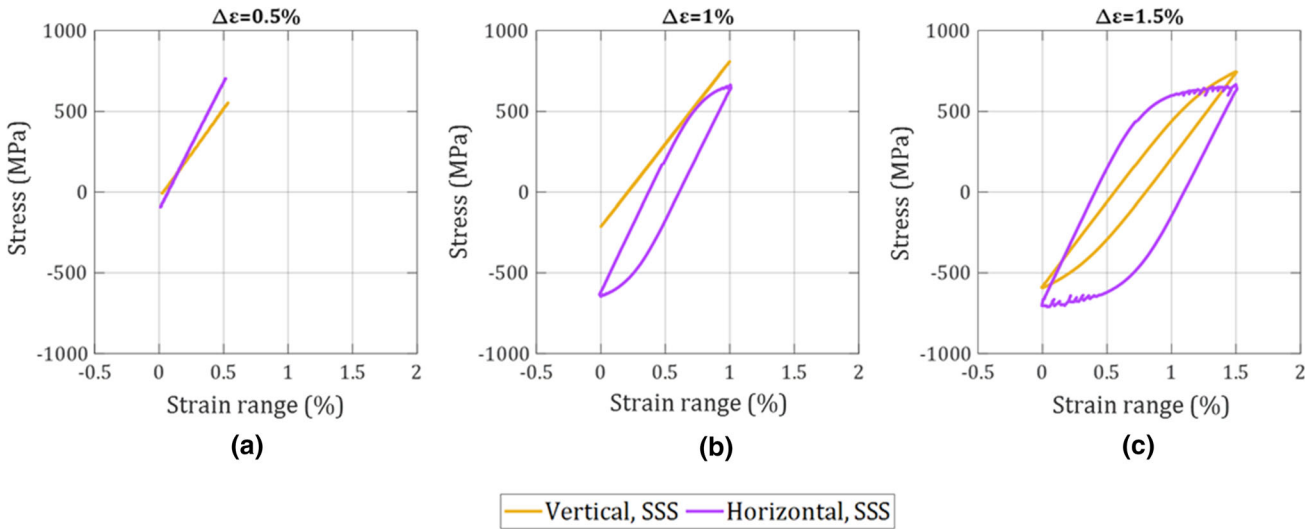 Δε=0.5%
Δε=1%
Δε=1.5%
1000
500
0
-500
-1000
Stress (MPa)
-0.5 0 0.5 1 1.5 2
Strain range (%)
(a)
1000
500
0
-500
-1000
Stress (MPa)
-0.5 0 0.5 1 1.5 2
Strain range (%)
(b)
1000
500
0
-500
-1000
Stress (MPa)
-0.5 0 0.5 1 1.5 2
Strain range (%)
(c)
Vertical, SSS Horizontal, SSS